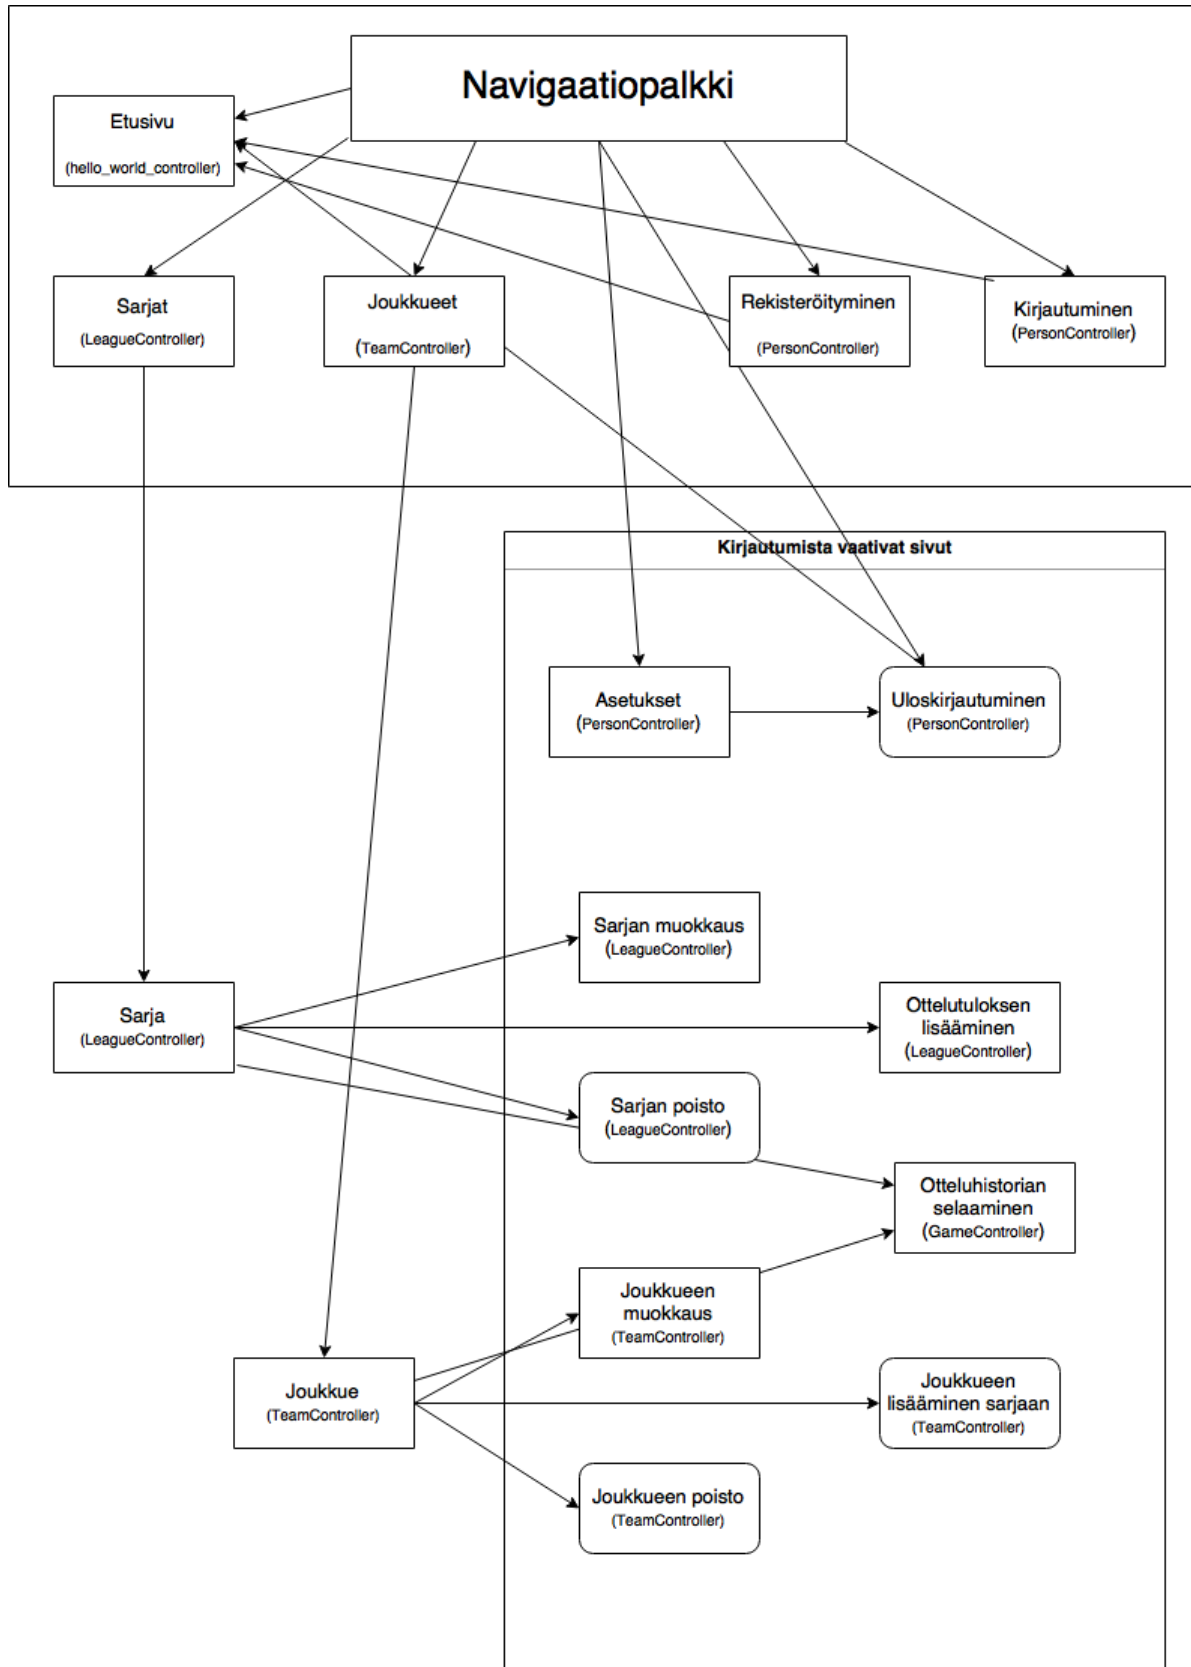 Navigaatiopalkki
Etusivu
(hello_world_controller)
Sarjat
(LeagueController)
Joukkueet
(TeamController)
Rekisteröityminen
(PersonController)
Kirjautuminen
(PersonController)
Kirjautumista vaativat sivut
Asetukset
(PersonController)
Uloskirjautuminen
(PersonController)
Sarjan muokkaus
(LeagueController)
Sarja
(LeagueController)
Ottelutuloksen
lisääminen
(LeagueController)
Sarjan poisto
(LeagueController)
Otteluhistorian
selaaminen
(GameController)
Joukkueen
muokkaus
(TeamController)
Joukkue
(TeamController)
Joukkueen
lisääminen sarjaan
(TeamController)
Joukkueen poisto
(TeamController)